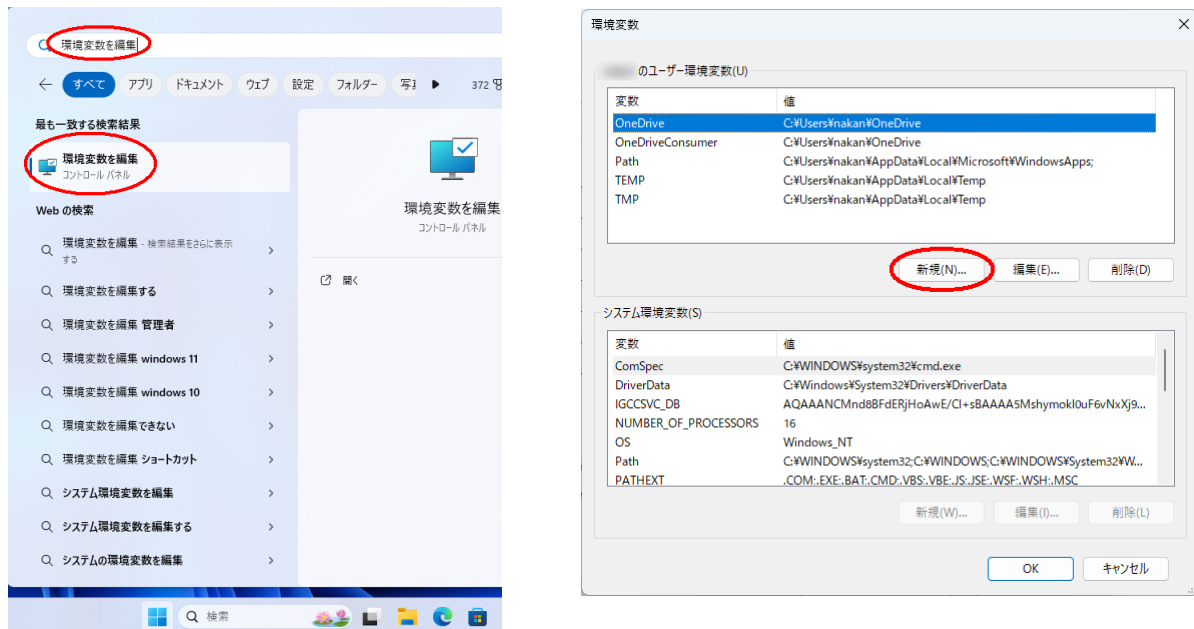 環境変数を編集
すべて
アプリ
ドキュメント
ウェブ
設定
フォルダー
372
最も一致する検索結果
環境変数を編集
コントロール パネル
Web の検索
環境変数を編集 - 検索結果をさらに表示
する
環境変数を編集する
環境変数を編集 管理者
環境変数を編集 windows 11
環境変数を編集 windows 10
環境変数を編集できない
環境変数を編集 ショートカット
システム環境変数を編集
システム環境変数を編集する
システムの環境変数を編集
環境変数を編集
コントロール パネル
開く
検索
環境変数
のユーザー環境変数(U)
変数 値
OneDrive C:¥Users¥nakan¥OneDrive
OneDriveConsumer C:¥Users¥nakan¥OneDrive
Path C:¥Users¥nakan¥AppData¥Local¥Microsoft¥WindowsApps;
TEMP C:¥Users¥nakan¥AppData¥Local¥Temp
TMP C:¥Users¥nakan¥AppData¥Local¥Temp
新規(N)... 編集(E)... 削除(D)
システム環境変数(S)
変数 値
ComSpec C:¥WINDOWS¥system32¥cmd.exe
DriverData C:¥Windows¥System32¥Drivers¥DriverData
IGCCSVC_DB
NUMBER_OF_PROCESSORS 16
OS Windows_NT
Path C:¥WINDOWS¥system32;C:¥WINDOWS;C:¥WINDOWS¥System32¥W...
PATHEXT .COM;.EXE;.BAT;.CMD;.VBS;.VBE;.JS;.JSE;.WSF;.WSH;.MSC
新規(W)... 編集(I)... 削除(L)
OK キャンセル